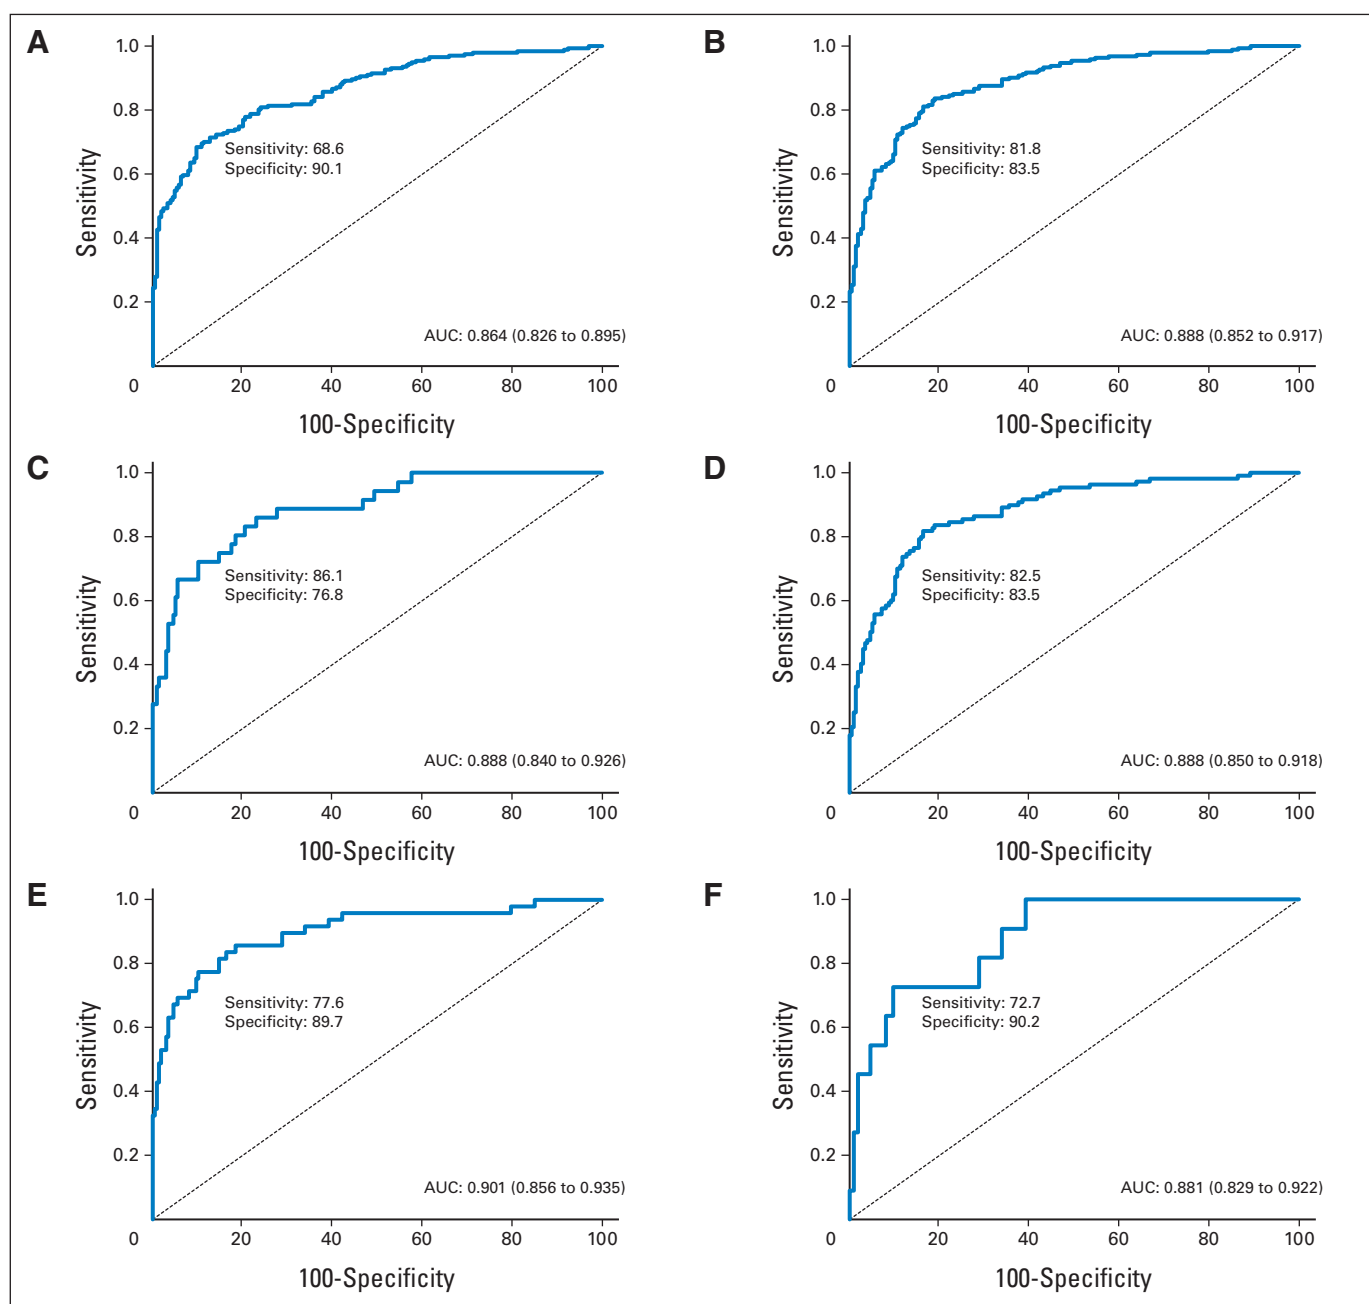 A
1.0
0.8
0.6
0.4
0.2
0
20
40
60
80
100
Sensitivity
100-Specificity
Sensitivity: 68.6
Specificity: 90.1
AUC: 0.864 (0.826 to 0.895)
B
1.0
0.8
0.6
0.4
0.2
0
20
40
60
80
100
Sensitivity
100-Specificity
Sensitivity: 81.8
Specificity: 83.5
AUC: 0.888 (0.852 to 0.917)
C
1.0
0.8
0.6
0.4
0.2
0
20
40
60
80
100
Sensitivity
100-Specificity
Sensitivity: 86.1
Specificity: 76.8
AUC: 0.888 (0.840 to 0.926)
D
1.0
0.8
0.6
0.4
0.2
0
20
40
60
80
100
Sensitivity
100-Specificity
Sensitivity: 82.5
Specificity: 83.5
AUC: 0.888 (0.850 to 0.918)
E
1.0
0.8
0.6
0.4
0.2
0
20
40
60
80
100
Sensitivity
100-Specificity
Sensitivity: 77.6
Specificity: 89.7
AUC: 0.901 (0.856 to 0.935)
F
1.0
0.8
0.6
0.4
0.2
0
20
40
60
80
100
Sensitivity
100-Specificity
Sensitivity: 72.7
Specificity: 90.2
AUC: 0.881 (0.829 to 0.922)